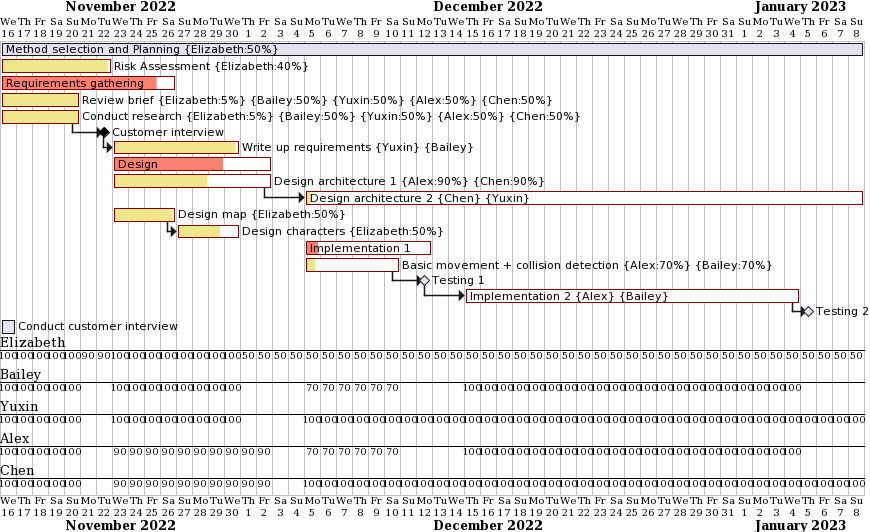 November 2022 December 2022 January 2023
We Th Fr Sa Su Mo Tu We Th Fr Sa Su Mo Tu We Th Fr Sa Su Mo Tu We Th Fr Sa Su Mo Tu We Th Fr Sa Su Mo Tu We Th Fr Sa Su Mo Tu We Th Fr Sa Su Mo Tu We Th Fr Sa Su
16 17 18 19 20 21 22 23 24 25 26 27 28 29 30 1 2 3 4 5 6 7 8 9 10 11 12 13 14 15 16 17 18 19 20 21 22 23 24 25 26 27 28 29 30 31 1 2 3 4 5 6 7 8
Method selection and Planning {Elizabeth:50%}
Risk Assessment {Elizabeth:40%}
Requirements gathering
Review brief {Elizabeth:5%} {Bailey:50%} {Yuxin:50%} {Alex:50%} {Chen:50%}
Conduct research {Elizabeth:5%} {Bailey:50%} {Yuxin:50%} {Alex:50%} {Chen:50%}
Customer interview
Write up requirements {Yuxin} {Bailey}
Design
Design architecture 1 {Alex:90%} {Chen:90%}
Design architecture 2 {Chen} {Yuxin}
Design map {Elizabeth:50%}
Design characters {Elizabeth:50%}
Implementation 1
Basic movement + collision detection {Alex:70%} {Bailey:70%}
Testing 1
Implementation 2 {Alex} {Bailey}
Testing 2
Conduct customer interview
Elizabeth
100 100 100 100 100 90 90 100 100 100 100 100 100 100 100 50 50 50 50 50 50 50 50 50 50 50 50 50 50 50 50 50 50 50 50 50 50 50 50 50 50 50 50 50 50 50 50 50 50 50 50 50 50 50
Bailey
100 100 100 100 100 100 100 100 100 100 100 100 100 70 70 70 70 70 70 100 100 100 100 100 100 100 100 100 100 100 100 100 100 100 100 100 100 100 100 100
Yuxin
100 100 100 100 100 100 100 100 100 100 100 100 100 100 100 100 100 100 100 100 100 100 100 100 100 100 100 100 100 100 100 100 100 100 100 100 100 100 100 100 100 100 100 100 100 100 100 100
Alex
100 100 100 100 100 90 90 90 90 90 90 90 90 90 90 70 70 70 70 70 70 100 100 100 100 100 100 100 100 100 100 100 100 100 100 100 100 100 100 100 100 100
Chen
100 100 100 100 100 90 90 90 90 90 90 90 90 90 90 100 100 100 100 100 100 100 100 100 100 100 100 100 100 100 100 100 100 100 100 100 100 100 100 100 100 100 100 100 100 100 100 100 100 100
We Th Fr Sa Su Mo Tu We Th Fr Sa Su Mo Tu We Th Fr Sa Su Mo Tu We Th Fr Sa Su Mo Tu We Th Fr Sa Su Mo Tu We Th Fr Sa Su Mo Tu We Th Fr Sa Su Mo Tu We Th Fr Sa Su
16 17 18 19 20 21 22 23 24 25 26 27 28 29 30 1 2 3 4 5 6 7 8 9 10 11 12 13 14 15 16 17 18 19 20 21 22 23 24 25 26 27 28 29 30 31 1 2 3 4 5 6 7 8
November 2022 December 2022 January 2023